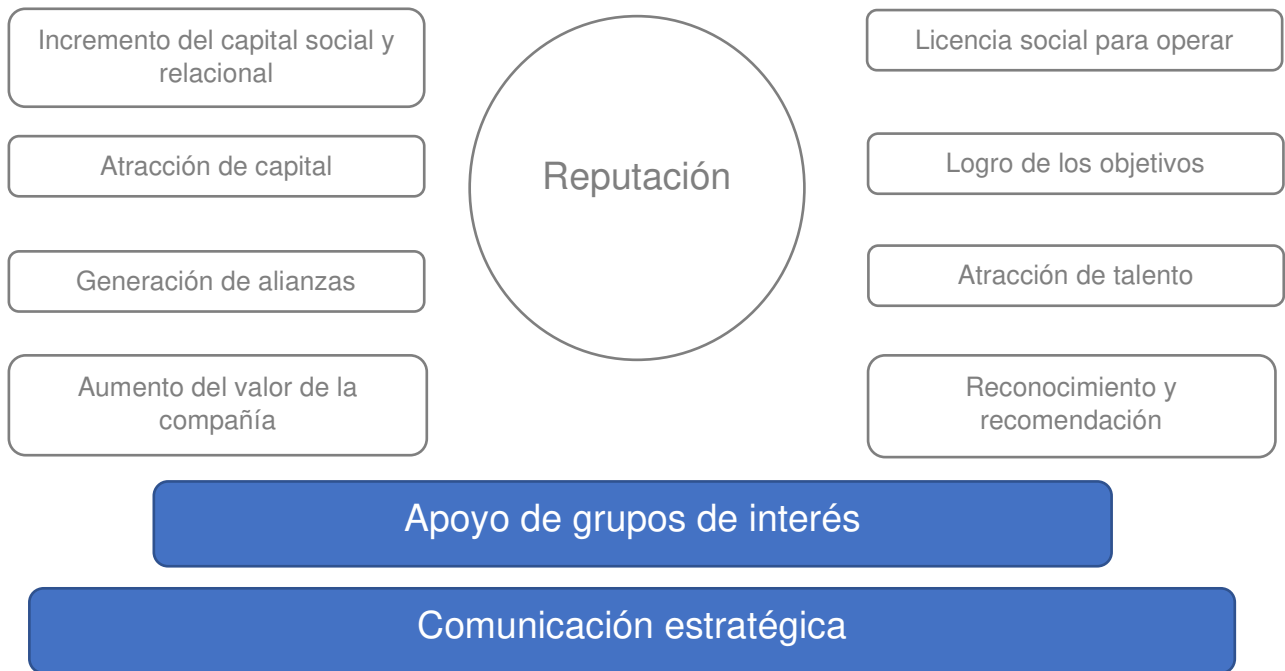 Incremento del capital social y
relacional
Atracción de capital
Generación de alianzas
Aumento del valor de la
compañía
Reputación
Licencia social para operar
Logro de los objetivos
Atracción de talento
Reconocimiento y
recomendación
Apoyo de grupos de interés
Comunicación estratégica